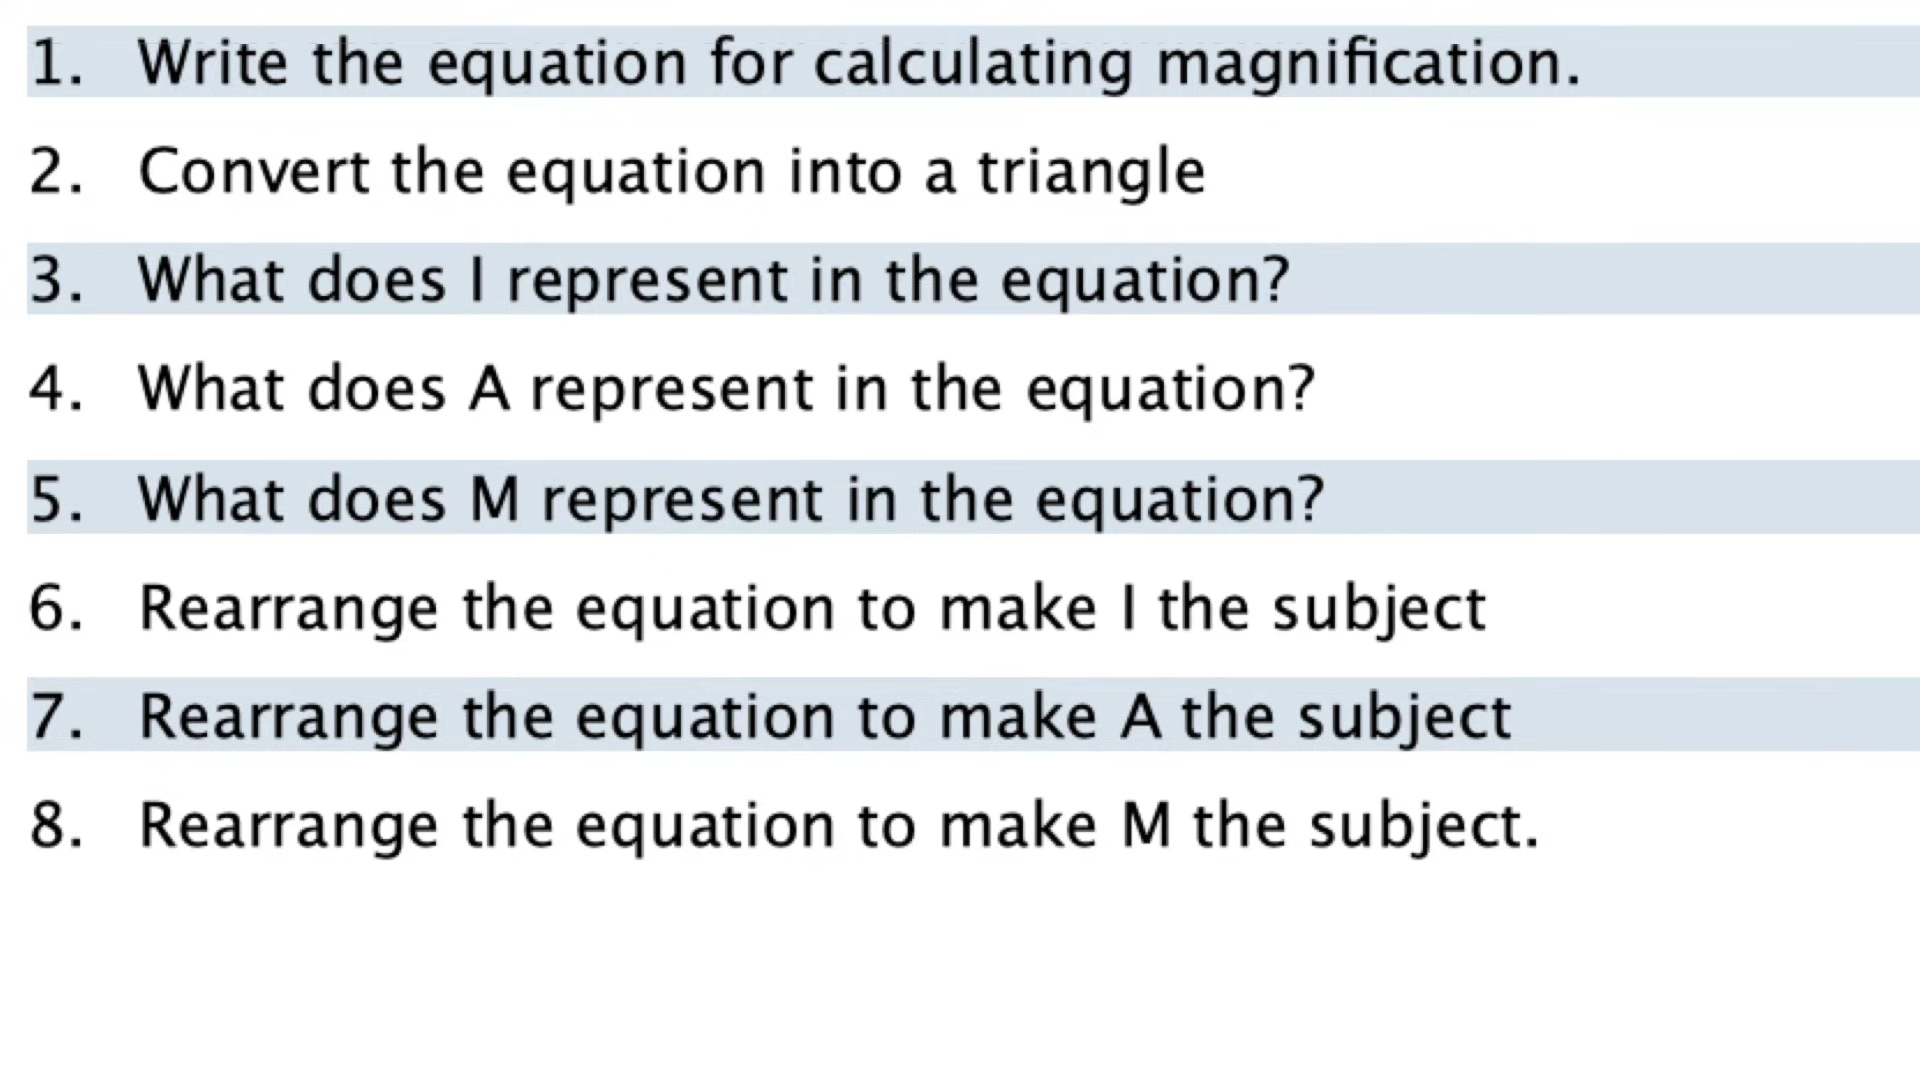 1. Write the equation for calculating magnification.
2. Convert the equation into a triangle
3. What does I represent in the equation?
4. What does A represent in the equation?
5. What does M represent in the equation?
6. Rearrange the equation to make I the subject
7. Rearrange the equation to make A the subject
8. Rearrange the equation to make M the subject.